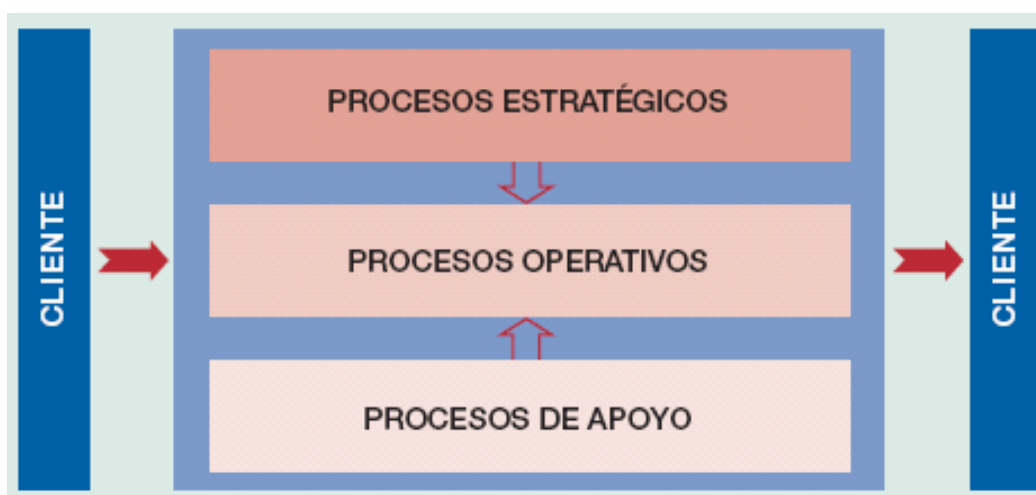 CLIENTE
PROCESOS ESTRATÉGICOS
PROCESOS OPERATIVOS
PROCESOS DE APOYO
CLIENTE